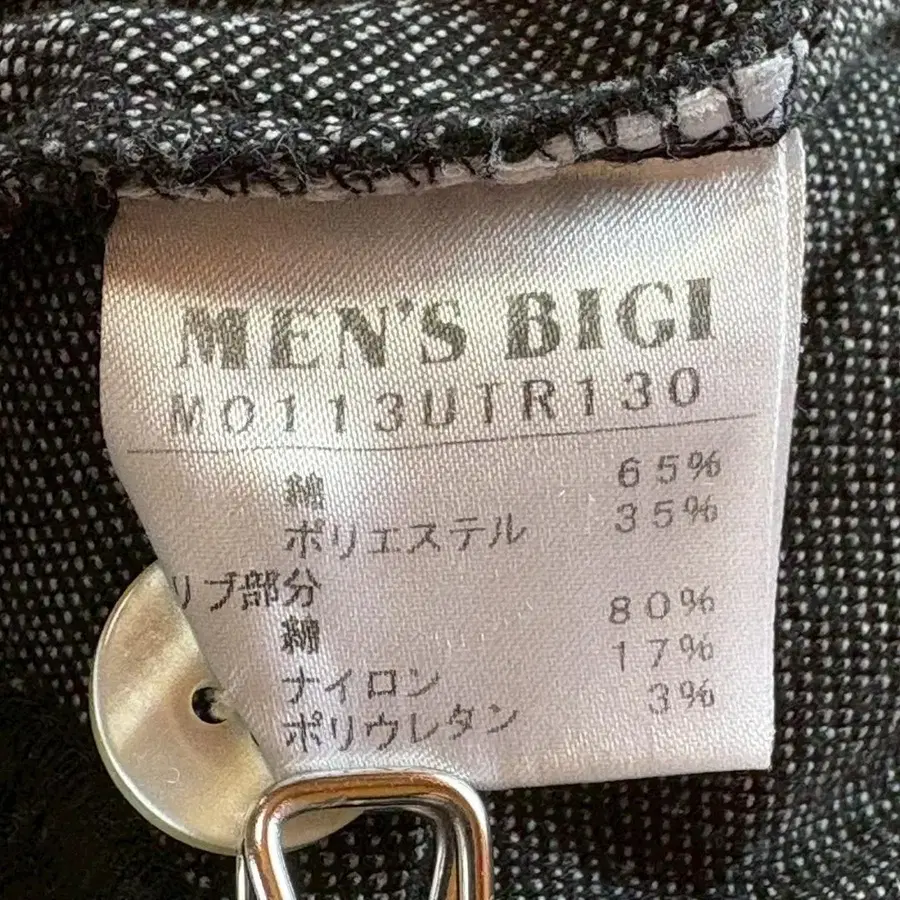 MEN'S BIGI
M0113UTR130
綿 65%
ポリエステル 35%
リブ部分
綿 80%
ナイロン 17%
ポリウレタン 3%